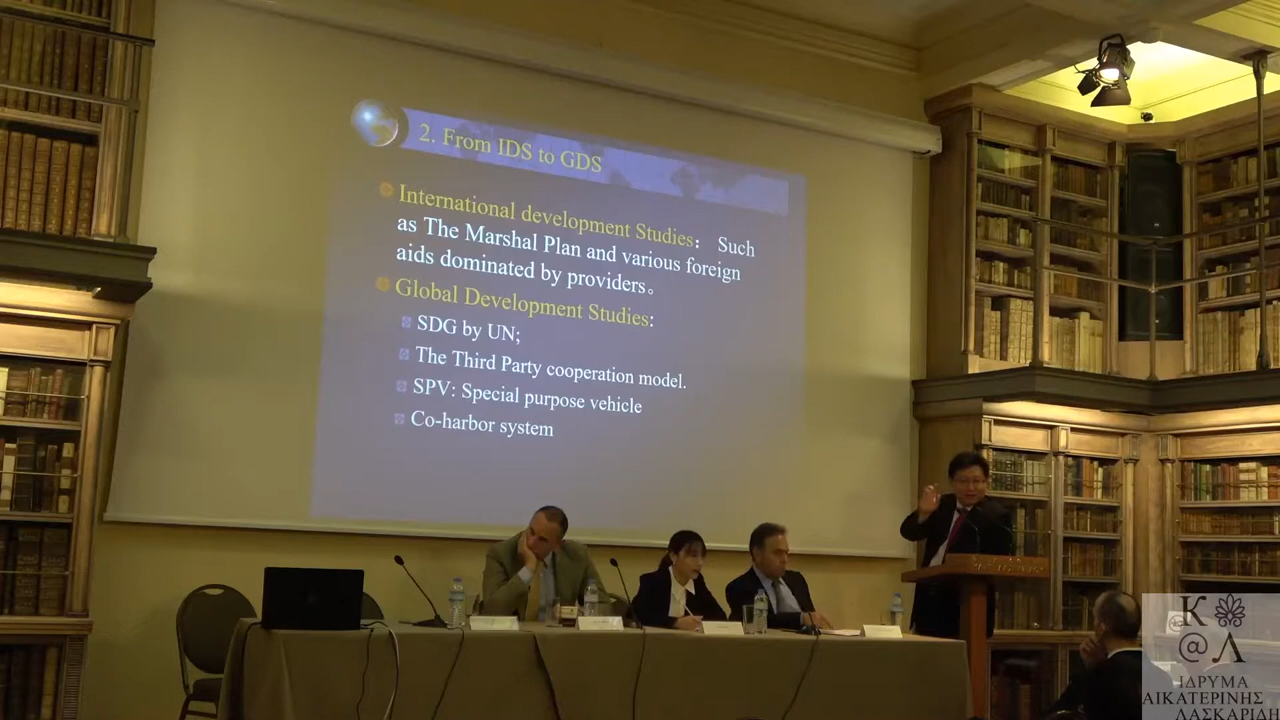 2. From IDS to GDS
International development Studies： Such
as The Marshal Plan and various foreign
aids dominated by providers。
Global Development Studies:
SDG by UN;
The Third Party cooperation model.
SPV: Special purpose vehicle
Co-harbor system
Κ
@ Λ
ΙΔΡΥΜΑ
ΑΙΚΑΤΕΡΙΝΗΣ
ΛΑΣΚΑΡΙΔΗ